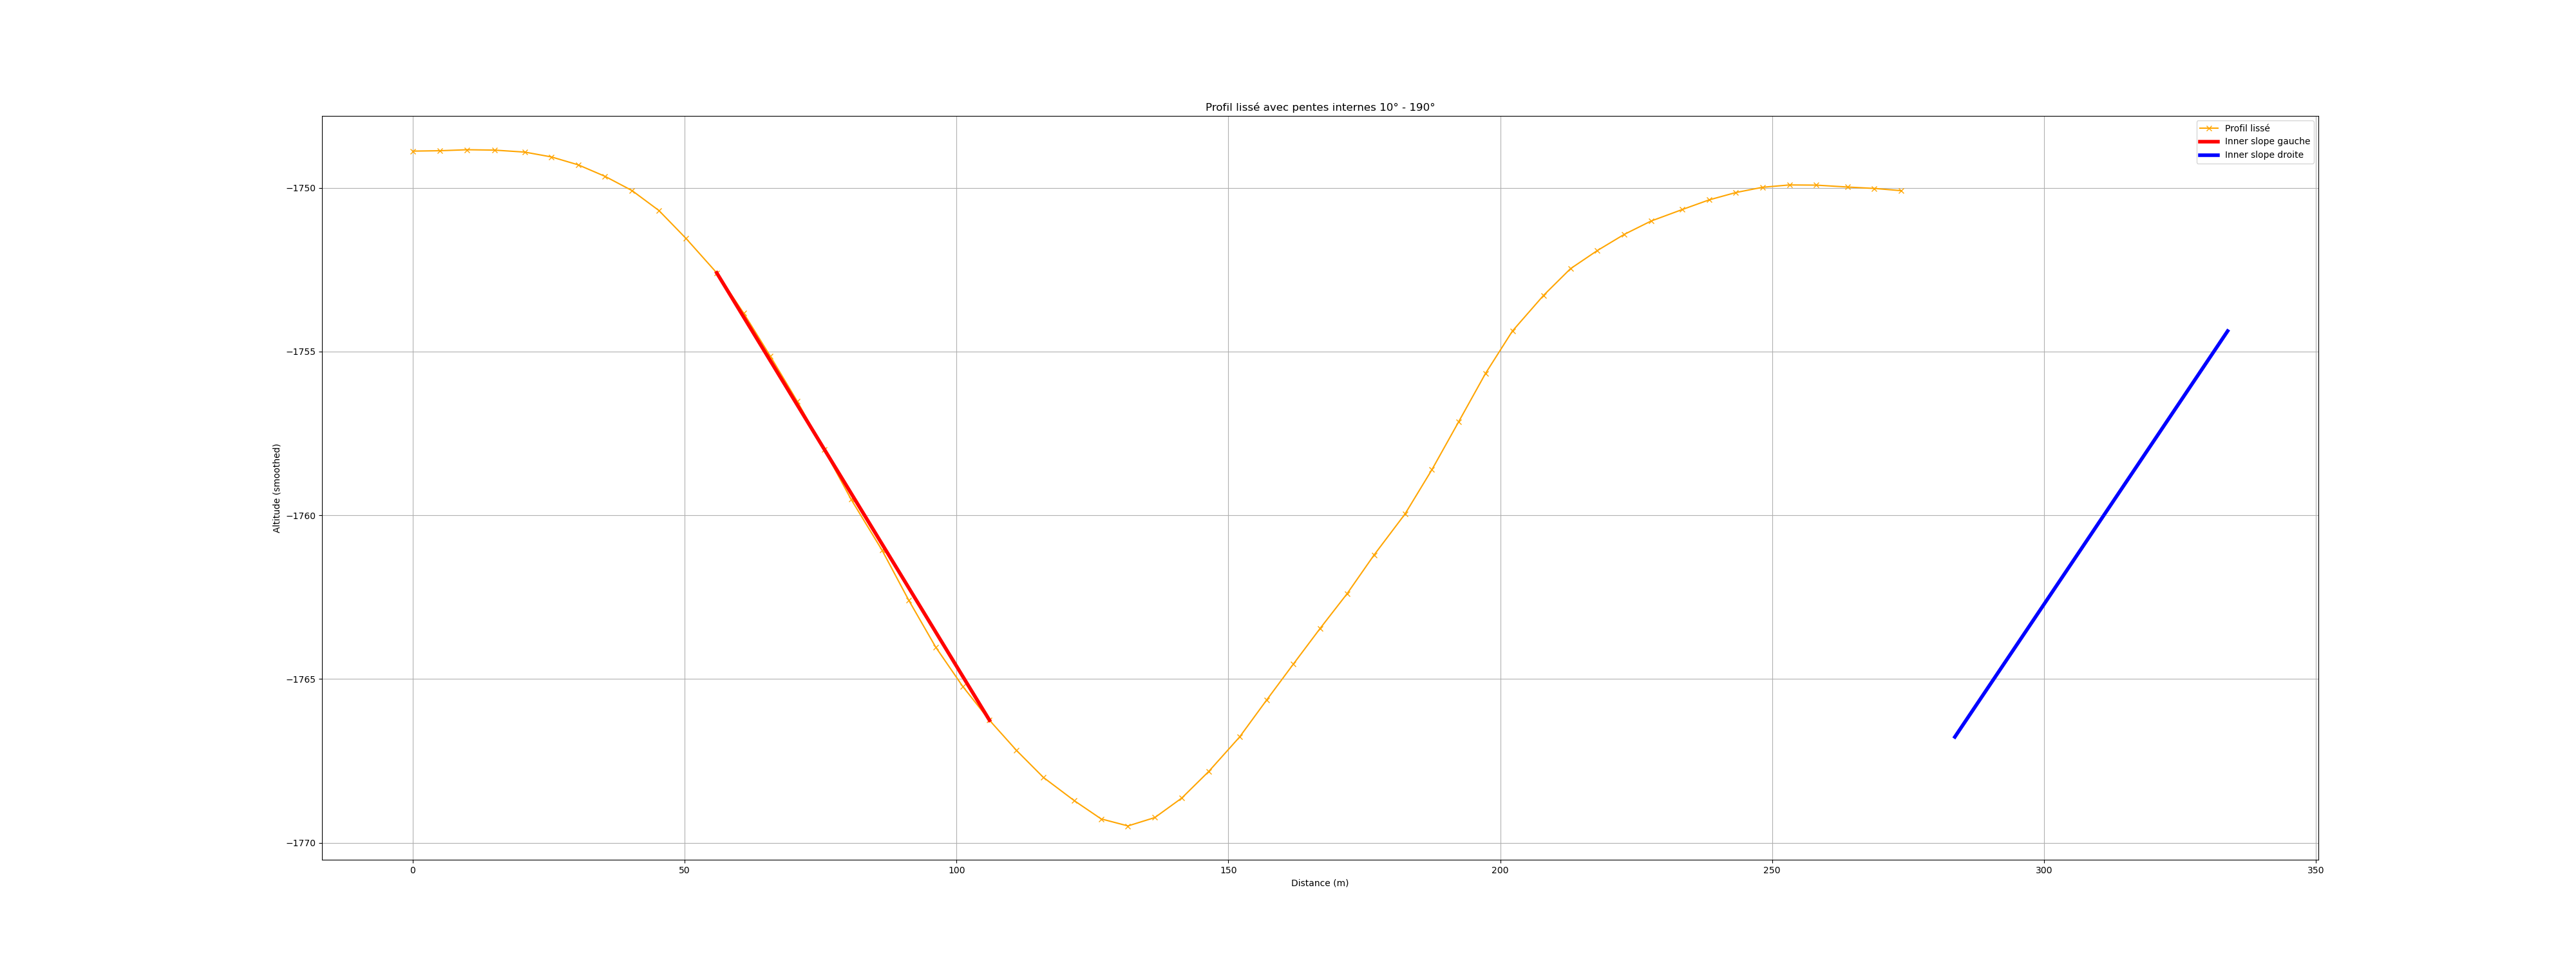 Profil lissé avec pentes internes 10° - 190°
Profil lissé
Inner slope gauche
Inner slope droite
Altitude (smoothed)
−1750
−1755
−1760
−1765
−1770
0 50 100 150 200 250 300 350
Distance (m)